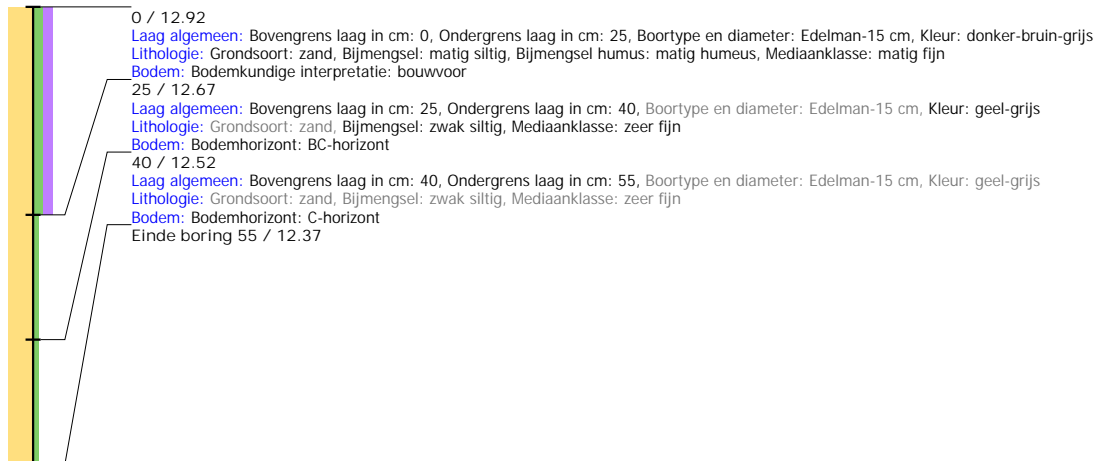 0 / 12.92
Laag algemeen: Bovengrens laag in cm: 0, Ondergrens laag in cm: 25, Boortype en diameter: Edelman-15 cm, Kleur: donker-bruin-grijs
Lithologie: Grondsoort: zand, Bijmengsel: matig siltig, Bijmengsel humus: matig humeus, Mediaanklasse: matig fijn
Bodem: Bodemkundige interpretatie: bouwvoor
25 / 12.67
Laag algemeen: Bovengrens laag in cm: 25, Ondergrens laag in cm: 40, Boortype en diameter: Edelman-15 cm, Kleur: geel-grijs
Lithologie: Grondsoort: zand, Bijmengsel: zwak siltig, Mediaanklasse: zeer fijn
Bodem: Bodemhorizont: BC-horizont
40 / 12.52
Laag algemeen: Bovengrens laag in cm: 40, Ondergrens laag in cm: 55, Boortype en diameter: Edelman-15 cm, Kleur: geel-grijs
Lithologie: Grondsoort: zand, Bijmengsel: zwak siltig, Mediaanklasse: zeer fijn
Bodem: Bodemhorizont: C-horizont
Einde boring 55 / 12.37